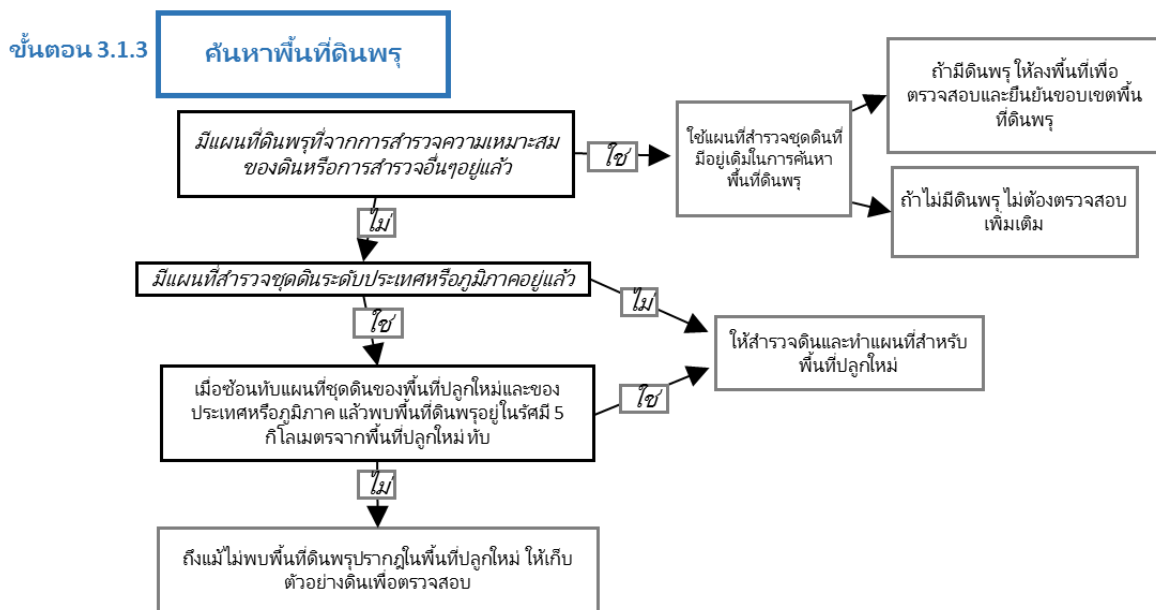 ขั้นตอน 3.1.3
ค้นหาพื้นที่ดินพรุ
มีแผนที่ดินพรุที่จากการสำรวจความเหมาะสม
ของดินหรือการสำรวจอื่นๆอยู่แล้ว
ใช่
ใช้แผนที่สำรวจชุดดินที่
มีอยู่เดิมในการค้นหา
พื้นที่ดินพรุ
ถ้ามีดินพรุ ให้ลงพื้นที่เพื่อ
ตรวจสอบและยืนยันขอบเขตพื้น
ที่ดินพรุ
ถ้าไม่มีดินพรุ ไม่ต้องตรวจสอบ
เพิ่มเติม
ไม่
มีแผนที่สำรวจชุดดินระดับประเทศหรือภูมิภาคอยู่แล้ว
ไม่
ใช่
ให้สำรวจดินและทำแผนที่สำหรับ
พื้นที่ปลูกใหม่
เมื่อซ้อนทับแผนที่ชุดดินของพื้นที่ปลูกใหม่และของ
ประเทศหรือภูมิภาค แล้วพบพื้นที่ดินพรุอยู่ในรัศมี 5
กิโลเมตรจากพื้นที่ปลูกใหม่ ทับ
ใช่
ไม่
ถึงแม้ไม่พบพื้นที่ดินพรุปรากฎในพื้นที่ปลูกใหม่ ให้เก็บ
ตัวอย่างดินเพื่อตรวจสอบ